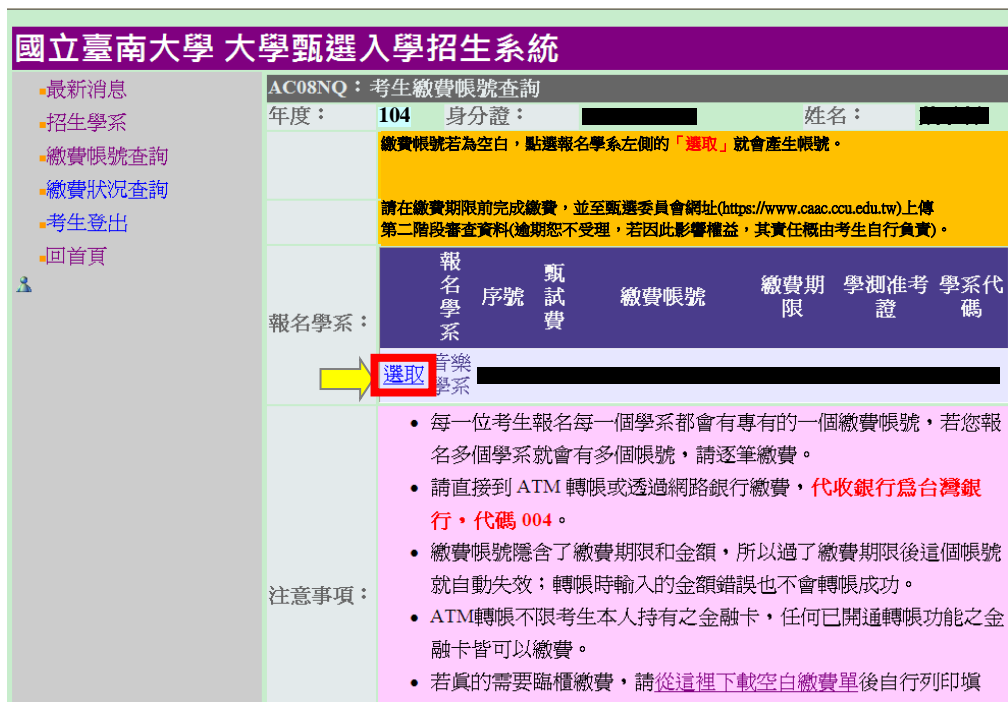 國立臺南大學 大學甄選入學招生系統
最新消息
招生學系
繳費帳號查詢
繳費狀況查詢
考生登出
回首頁
AC08NQ：考生繳費帳號查詢
年度： 104 身分證： 姓名：
繳費帳號若為空白，點選報名學系左側的「選取」就會產生帳號。
請在繳費期限前完成繳費，並至甄選委員會網址(https://www.caac.ccu.edu.tw)上傳
第二階段審查資料(逾期恕不受理，若因此影響權益，其責任概由考生自行負責)。
報名學系：
報名學系 序號 甄試費 繳費帳號 繳費期限 學測准考證 學系代碼
選取 音樂學系
注意事項：
• 每一位考生報名每一個學系都會有專有的一個繳費帳號，若您報
名多個學系就會有多個帳號，請逐筆繳費。
• 請直接到 ATM 轉帳或透過網路銀行繳費，代收銀行為台灣銀
行，代碼 004。
• 繳費帳號隱含了繳費期限和金額，所以過了繳費期限後這個帳號
就自動失效；轉帳時輸入的金額錯誤也不會轉帳成功。
• ATM轉帳不限考生本人持有之金融卡，任何已開通轉帳功能之金
融卡皆可以繳費。
• 若真的需要臨櫃繳費，請從這裡下載空白繳費單後自行列印填